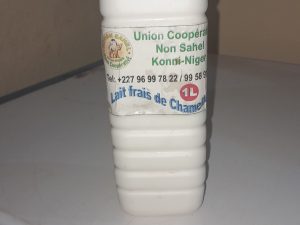 Union Coopéra
Non Sahel
Konni-Niger
Tel: +227 96 99 78 22 / 99 58
Lait frais de Chame
1L